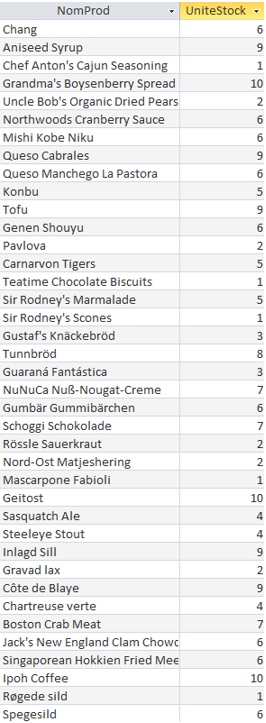 NomProd UniteStock
Chang 6
Aniseed Syrup 9
Chef Anton's Cajun Seasoning 1
Grandma's Boysenberry Spread 10
Uncle Bob's Organic Dried Pears 2
Northwoods Cranberry Sauce 6
Mishi Kobe Niku 6
Queso Cabrales 9
Queso Manchego La Pastora 6
Konbu 5
Tofu 9
Genen Shouyu 6
Pavlova 2
Carnarvon Tigers 5
Teatime Chocolate Biscuits 1
Sir Rodney's Marmalade 5
Sir Rodney's Scones 1
Gustaf's Knäckebröd 3
Tunnbröd 8
Guaraná Fantástica 3
NuNuCa Nuß-Nougat-Creme 7
Gumbär Gummibärchen 6
Schoggi Schokolade 7
Rössle Sauerkraut 2
Nord-Ost Matjeshering 2
Mascarpone Fabioli 1
Geitost 10
Sasquatch Ale 4
Steeleye Stout 4
Inlagd Sill 9
Gravad lax 2
Côte de Blaye 9
Chartreuse verte 4
Boston Crab Meat 7
Jack's New England Clam Chowd 6
Singaporean Hokkien Fried Mee 6
Ipoh Coffee 10
Røgede sild 1
Spegesild 6